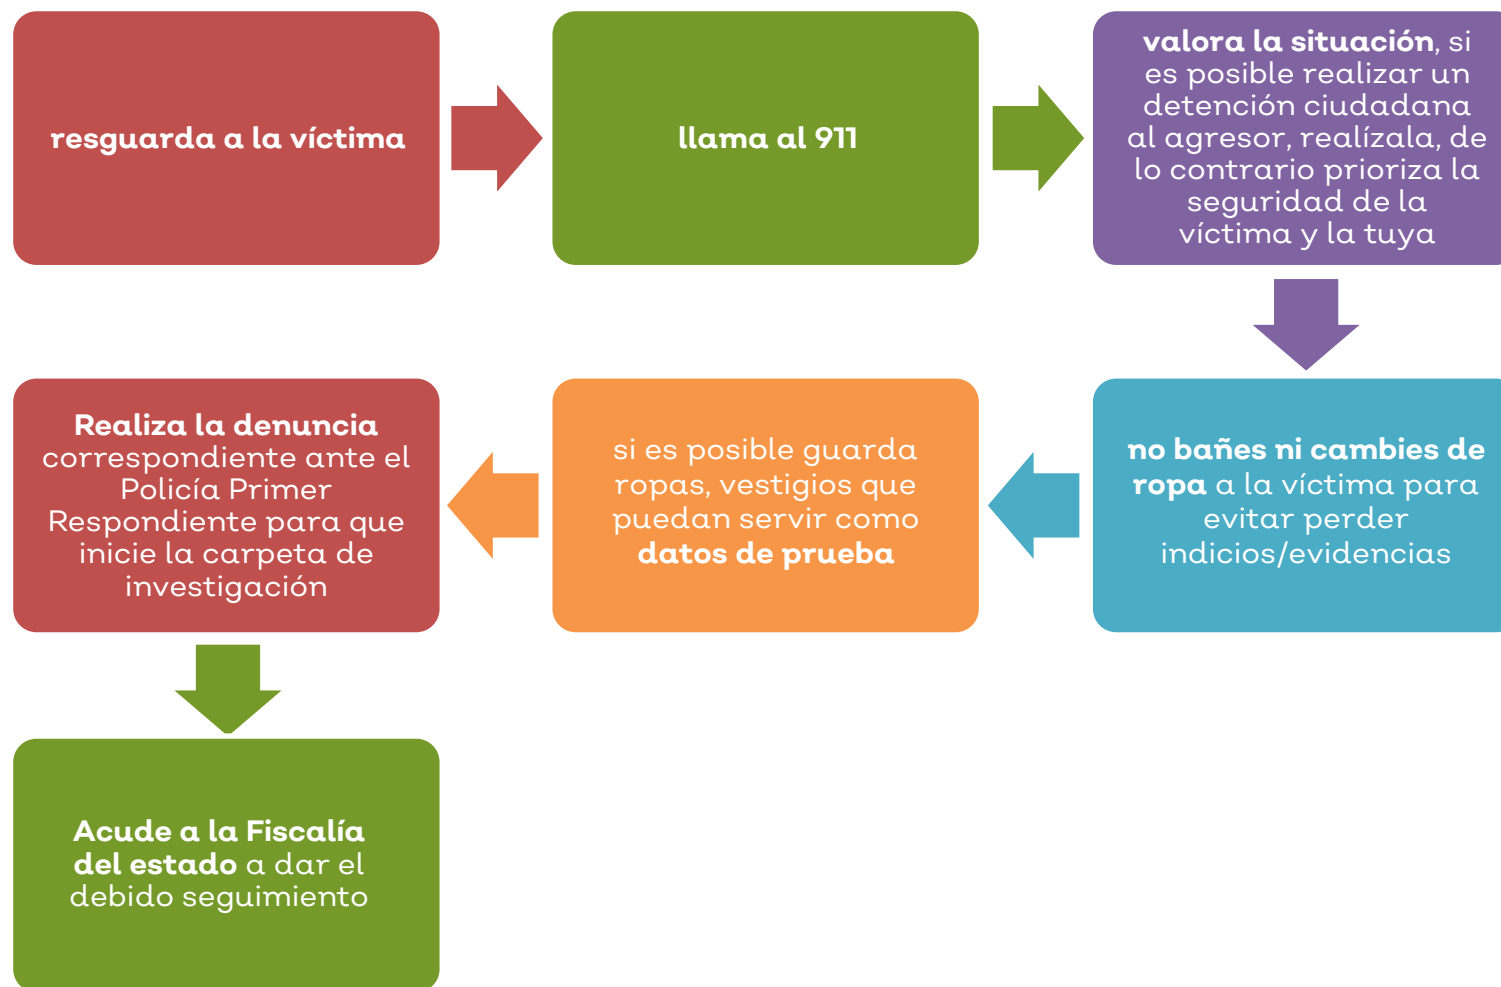 resguarda a la víctima
llama al 911
valora la situación, si
es posible realizar un
detención ciudadana
al agresor, realízala, de
lo contrario prioriza la
seguridad de la
víctima y la tuya
no bañes ni cambies de
ropa a la víctima para
evitar perder
indicios/evidencias
si es posible guarda
ropas, vestigios que
puedan servir como
datos de prueba
Realiza la denuncia
correspondiente ante el
Policía Primer
Respondiente para que
inicie la carpeta de
investigación
Acude a la Fiscalía
del estado a dar el
debido seguimiento